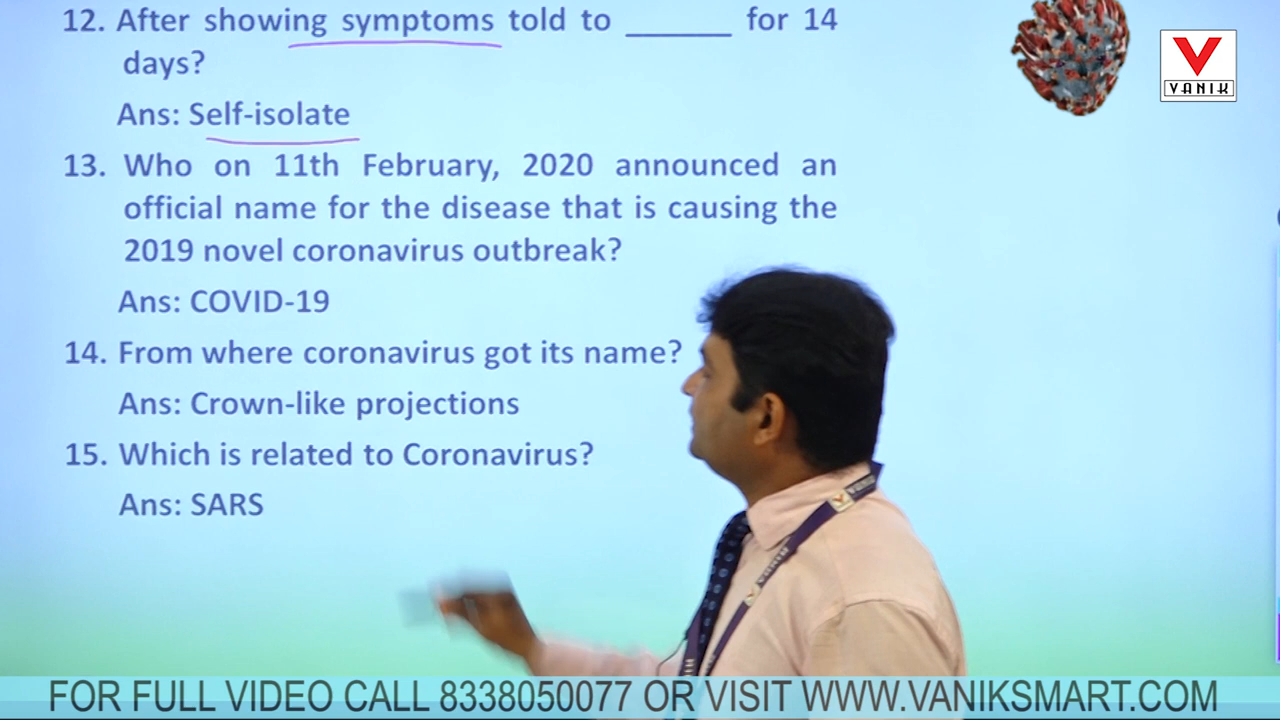 12. After showing symptoms told to ______ for 14
days?
Ans: Self-isolate
13. Who on 11th February, 2020 announced an
official name for the disease that is causing the
2019 novel coronavirus outbreak?
Ans: COVID-19
14. From where coronavirus got its name?
Ans: Crown-like projections
15. Which is related to Coronavirus?
Ans: SARS
VANIK
FOR FULL VIDEO CALL 8338050077 OR VISIT WWW.VANIKSMART.COM